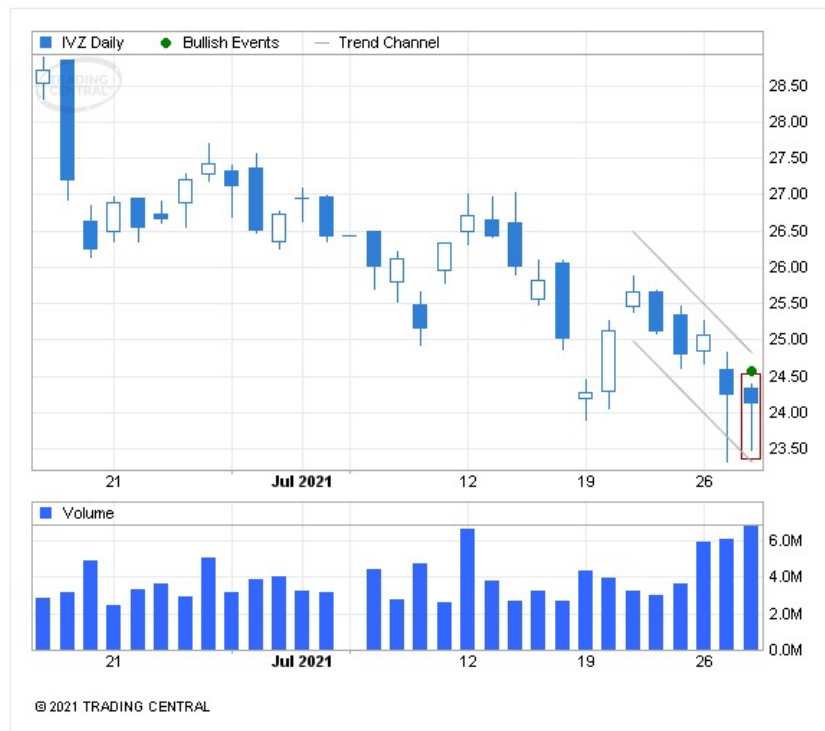 IVZ Daily Bullish Events Trend Channel
TRADING
CENTRAL
28.50
28.00
27.50
27.00
26.50
26.00
25.50
25.00
24.50
24.00
23.50
21 Jul 2021 12 19 26
Volume
6.0M
4.0M
2.0M
0.0M
21 Jul 2021 12 19 26
© 2021 TRADING CENTRAL